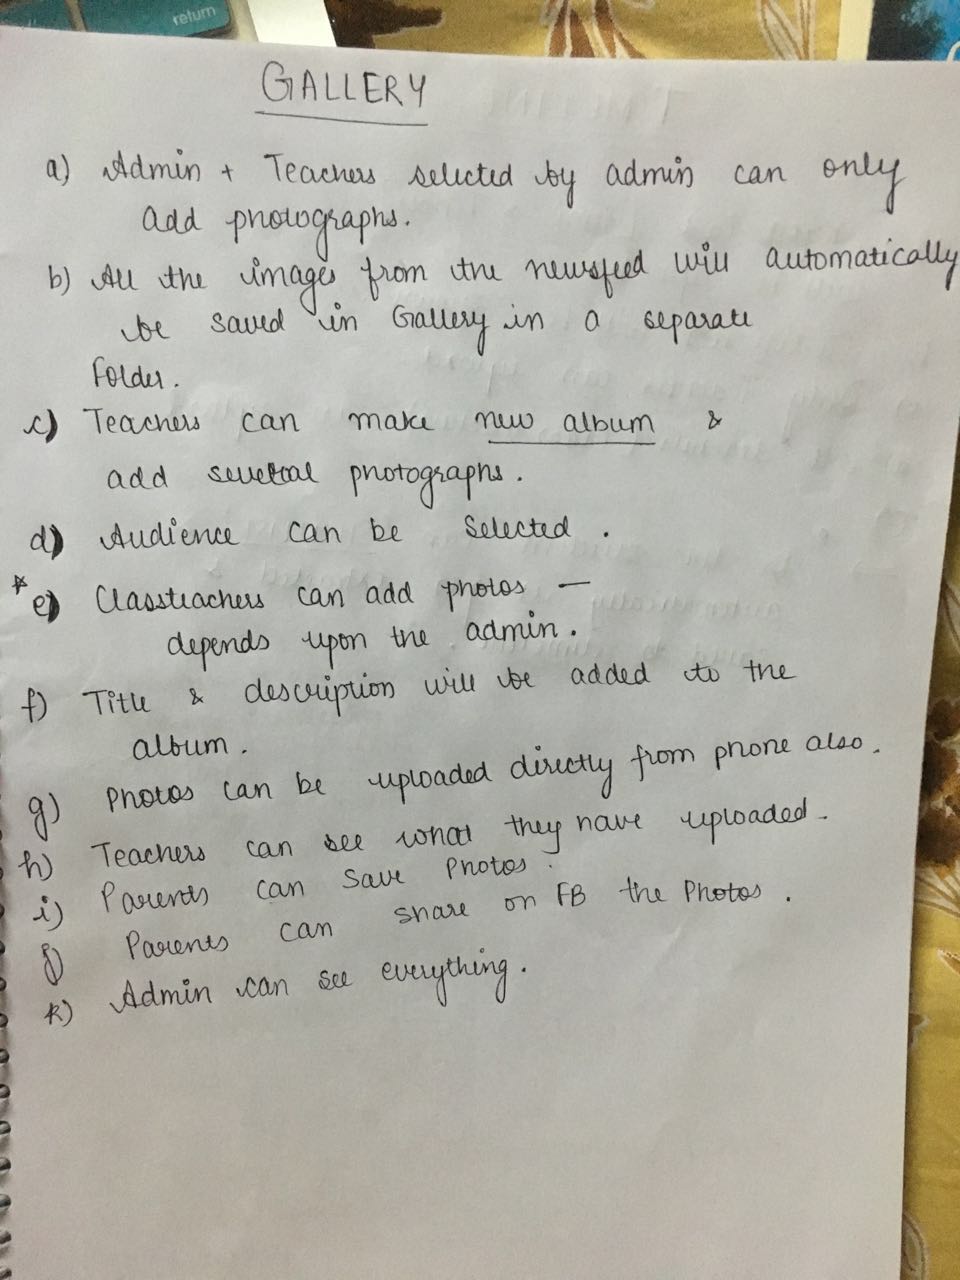 return
GALLERY
a) Admin + Teachers selected by admin can only
add photographs.
b) All the images from the newsfeed will automatically
be saved in Gallery in a separate
Folder.
c) Teachers can make new album &
add several photographs.
d) Audience can be selected.
* e) Classteachers can add photos —
depends upon the admin.
f) Title & description will be added to the
album.
g) Photos can be uploaded directly from phone also.
h) Teachers can see what they have uploaded.
i) Parents can save photos.
j) Parents can share on FB the Photos.
k) Admin can see everything.